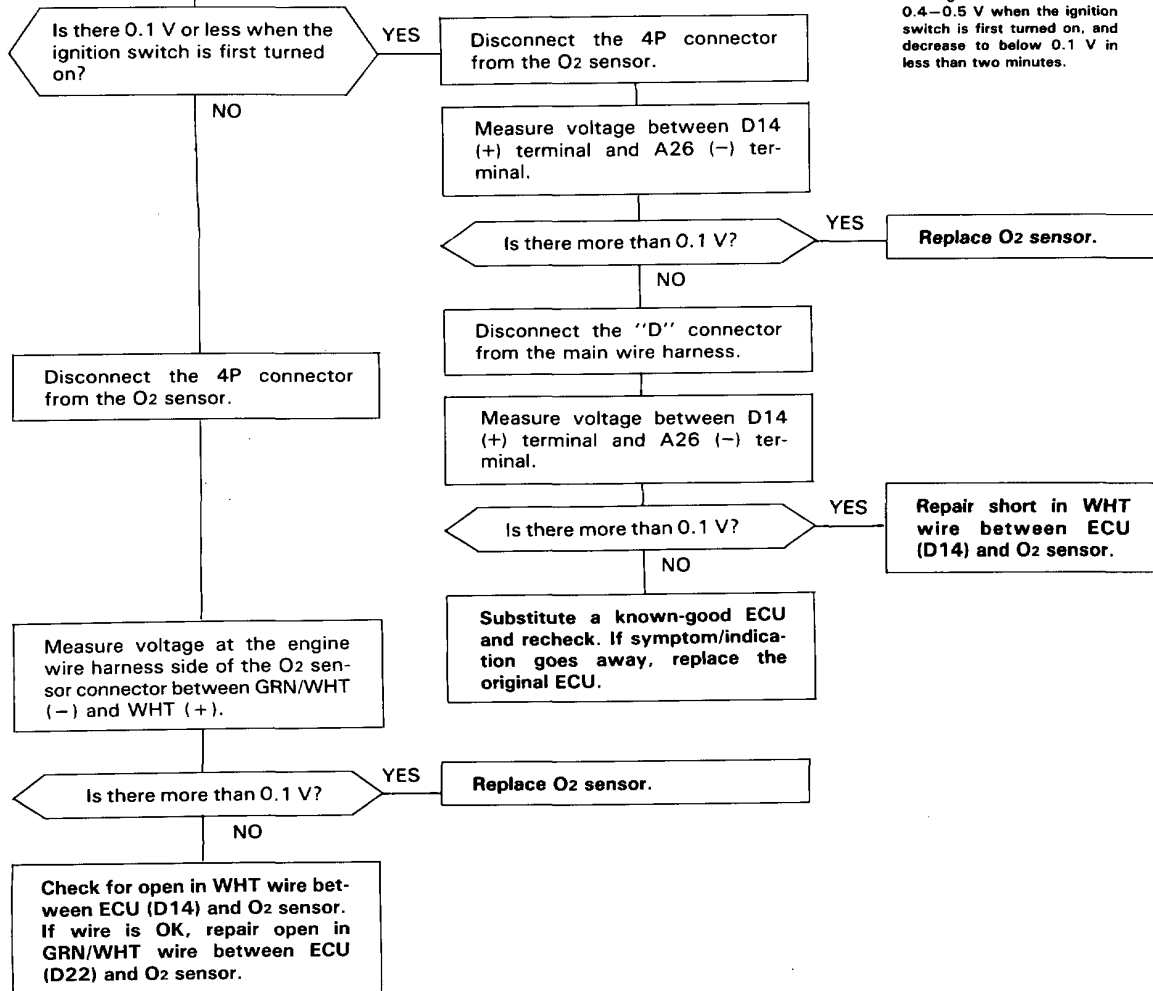 Is there 0.1 V or less when the
ignition switch is first turned
on?
YES
NO
Disconnect the 4P connector
from the O2 sensor.
0.4–0.5 V when the ignition
switch is first turned on, and
decrease to below 0.1 V in
less than two minutes.
Measure voltage between D14
(+) terminal and A26 (−) ter-
minal.
Is there more than 0.1 V?
YES
Replace O2 sensor.
NO
Disconnect the "D" connector
from the main wire harness.
Disconnect the 4P connector
from the O2 sensor.
Measure voltage between D14
(+) terminal and A26 (−) ter-
minal.
Is there more than 0.1 V?
YES
Repair short in WHT
wire between ECU
(D14) and O2 sensor.
NO
Substitute a known-good ECU
and recheck. If symptom/indica-
tion goes away, replace the
original ECU.
Measure voltage at the engine
wire harness side of the O2 sen-
sor connector between GRN/WHT
(−) and WHT (+).
Is there more than 0.1 V?
YES
Replace O2 sensor.
NO
Check for open in WHT wire bet-
ween ECU (D14) and O2 sensor.
If wire is OK, repair open in
GRN/WHT wire between ECU
(D22) and O2 sensor.